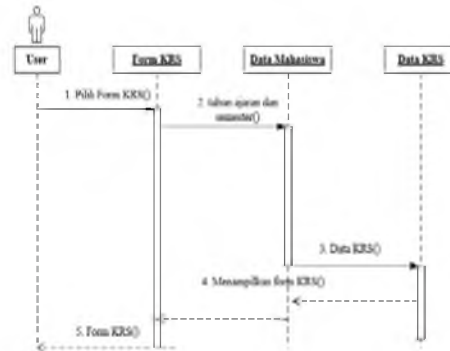 User
Form KRS
Data Mahasiswa
Data KRS
1. Pilih Form KRS()
2. tahun ajaran dan
semester()
3. Data KRS()
4. Menampilkan form KRS()
5. Form KRS()